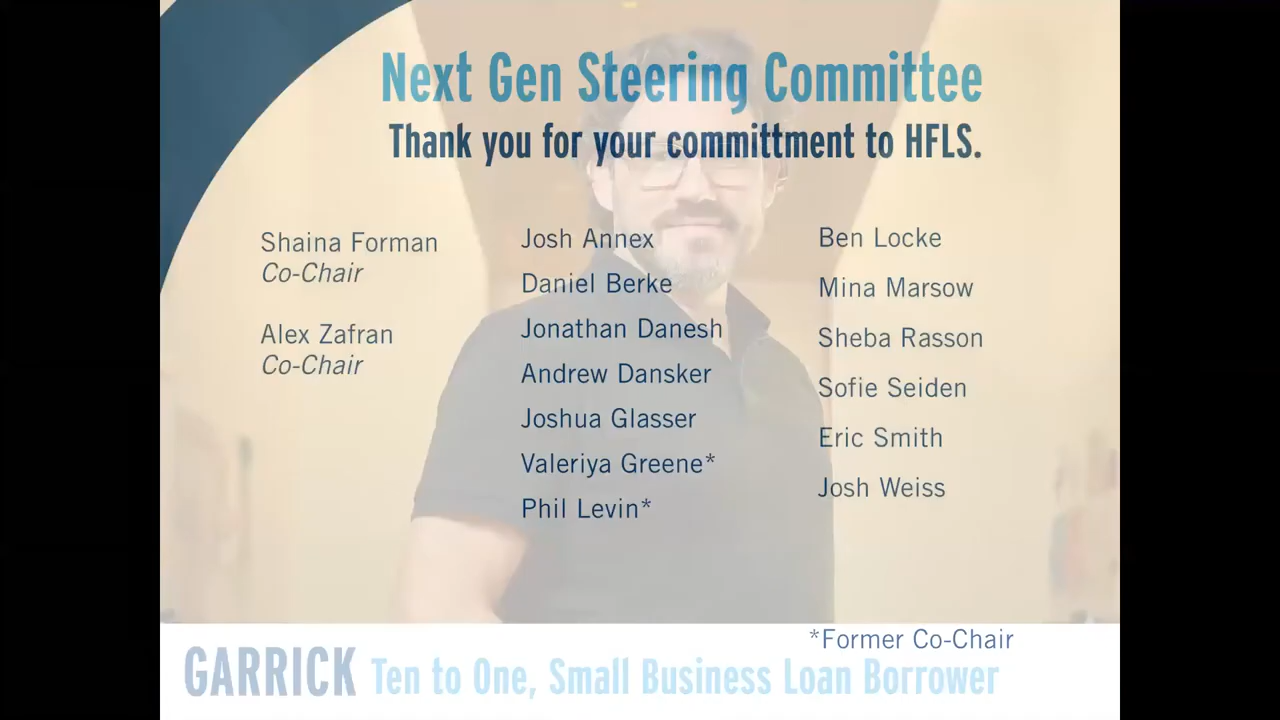 Next Gen Steering Committee
Thank you for your committment to HFLS.
Shaina Forman
Co-Chair
Alex Zafran
Co-Chair
Josh Annex
Daniel Berke
Jonathan Danesh
Andrew Dansker
Joshua Glasser
Valeriya Greene*
Phil Levin*
Ben Locke
Mina Marsow
Sheba Rasson
Sofie Seiden
Eric Smith
Josh Weiss
*Former Co-Chair
GARRICK Ten to One, Small Business Loan Borrower